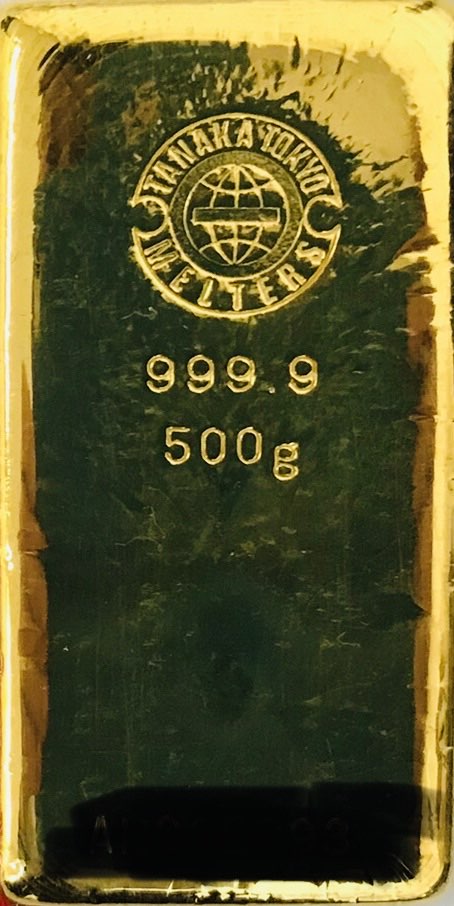 TANAKA TOKYO
MELTERS
999.9
500g